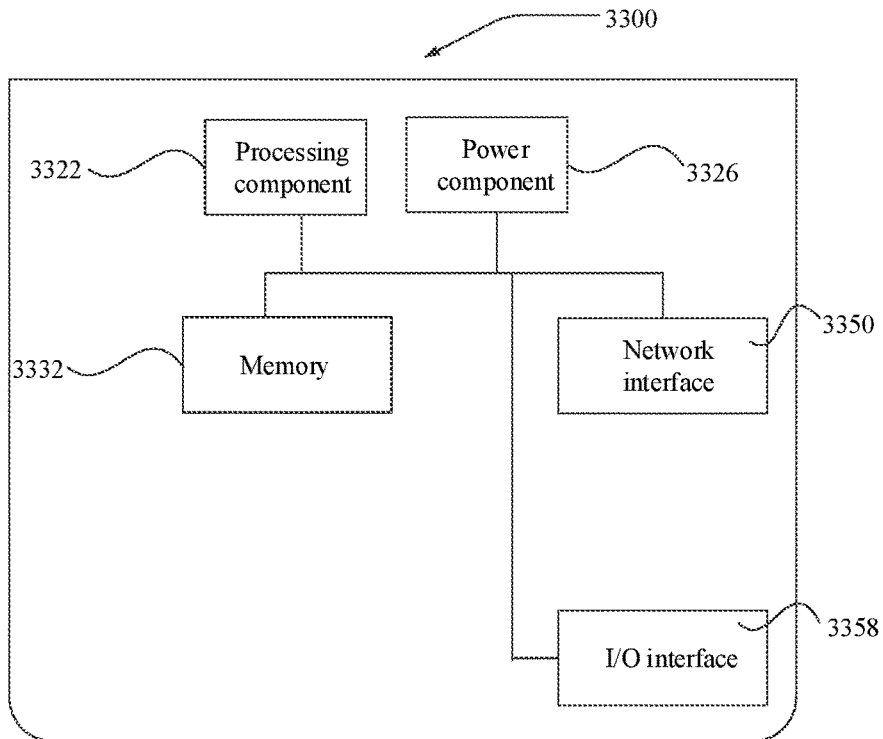 3300
Processing
component
3322
Power
component
3326
Memory
3332
Network
interface
3350
I/O interface
3358